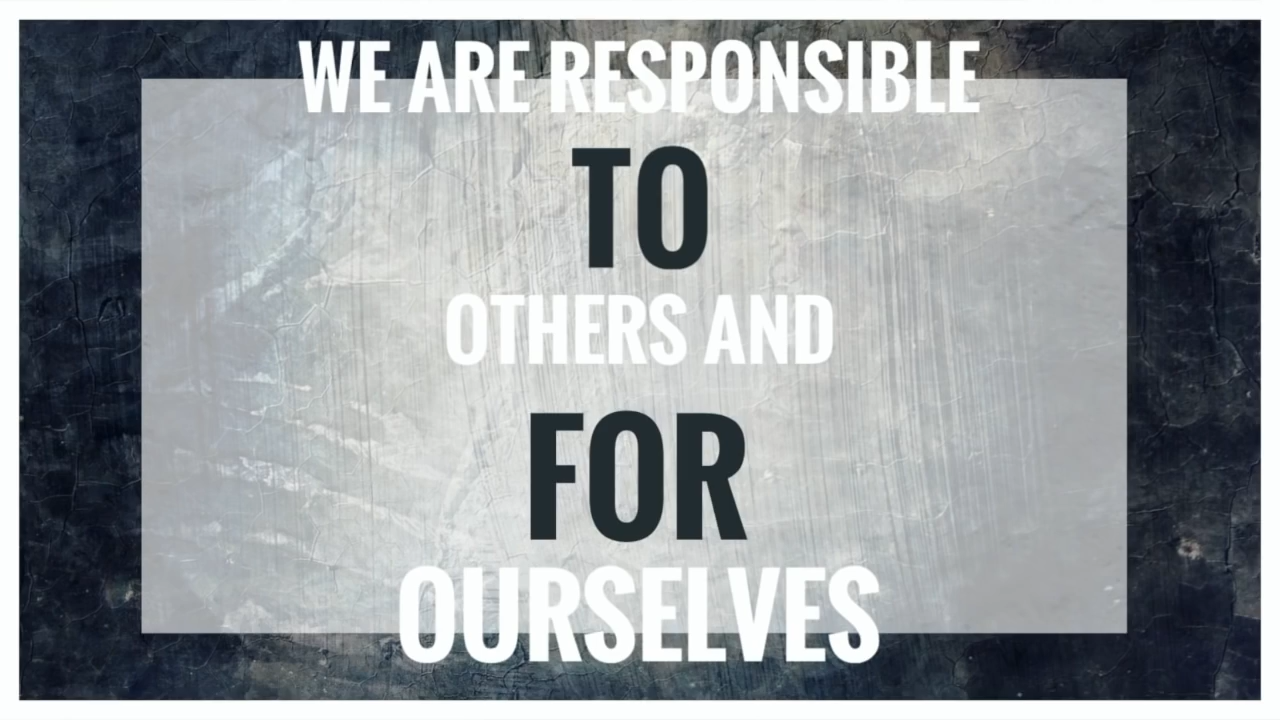 WE ARE RESPONSIBLE
TO
OTHERS AND
FOR
OURSELVES